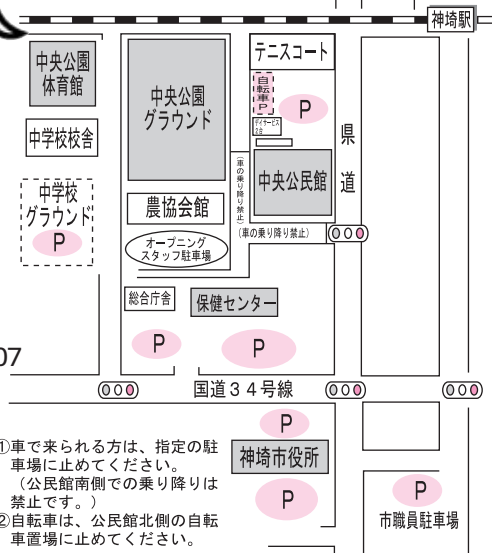 神埼駅
テニスコート
中央公園
体育館
中央公園
グラウンド
自転車P
P
デイサービス
2台
県道
中学校校舎
(車の乗り降り禁止)
中央公民館
中学校
グラウンド
P
農協会館
(車の乗り降り禁止)
オープニング
スタッフ駐車場
総合庁舎
保健センター
P
P
07
国道34号線
P
神埼市役所
P
P
市職員駐車場
①車で来られる方は、指定の駐
車場に止めてください。
(公民館南側での乗り降りは
禁止です。)
②自転車は、公民館北側の自転
車置場に止めてください。